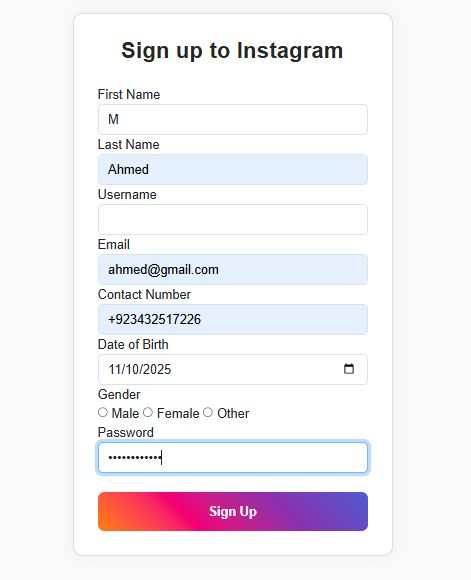 Sign up to Instagram
First Name
M
Last Name
Ahmed
Username
Email
ahmed@gmail.com
Contact Number
+923432517226
Date of Birth
11/10/2025
Gender
Male Female Other
Password
••••••••••••
Sign Up